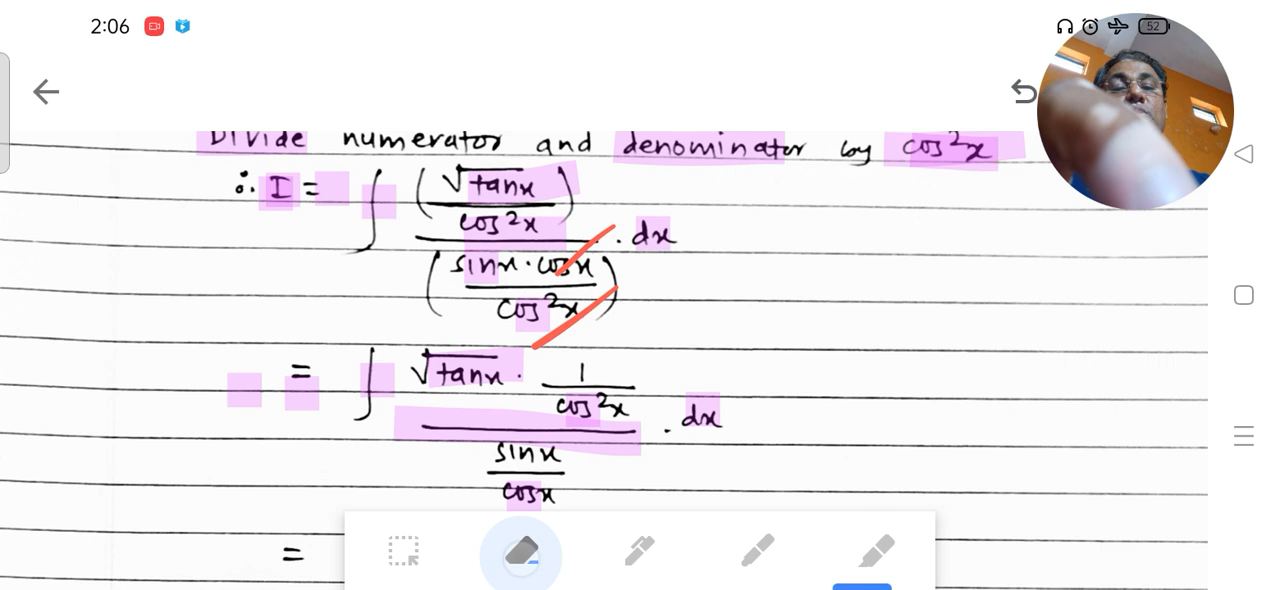 2:06
52
Divide numerator and denominator by cos²x
∴ I = ∫ (√tanx / cos²x) / (sinx·cosx / cos²x) . dx
= ∫ (√tanx · 1/cos²x) / (sinx / cosx) . dx
=